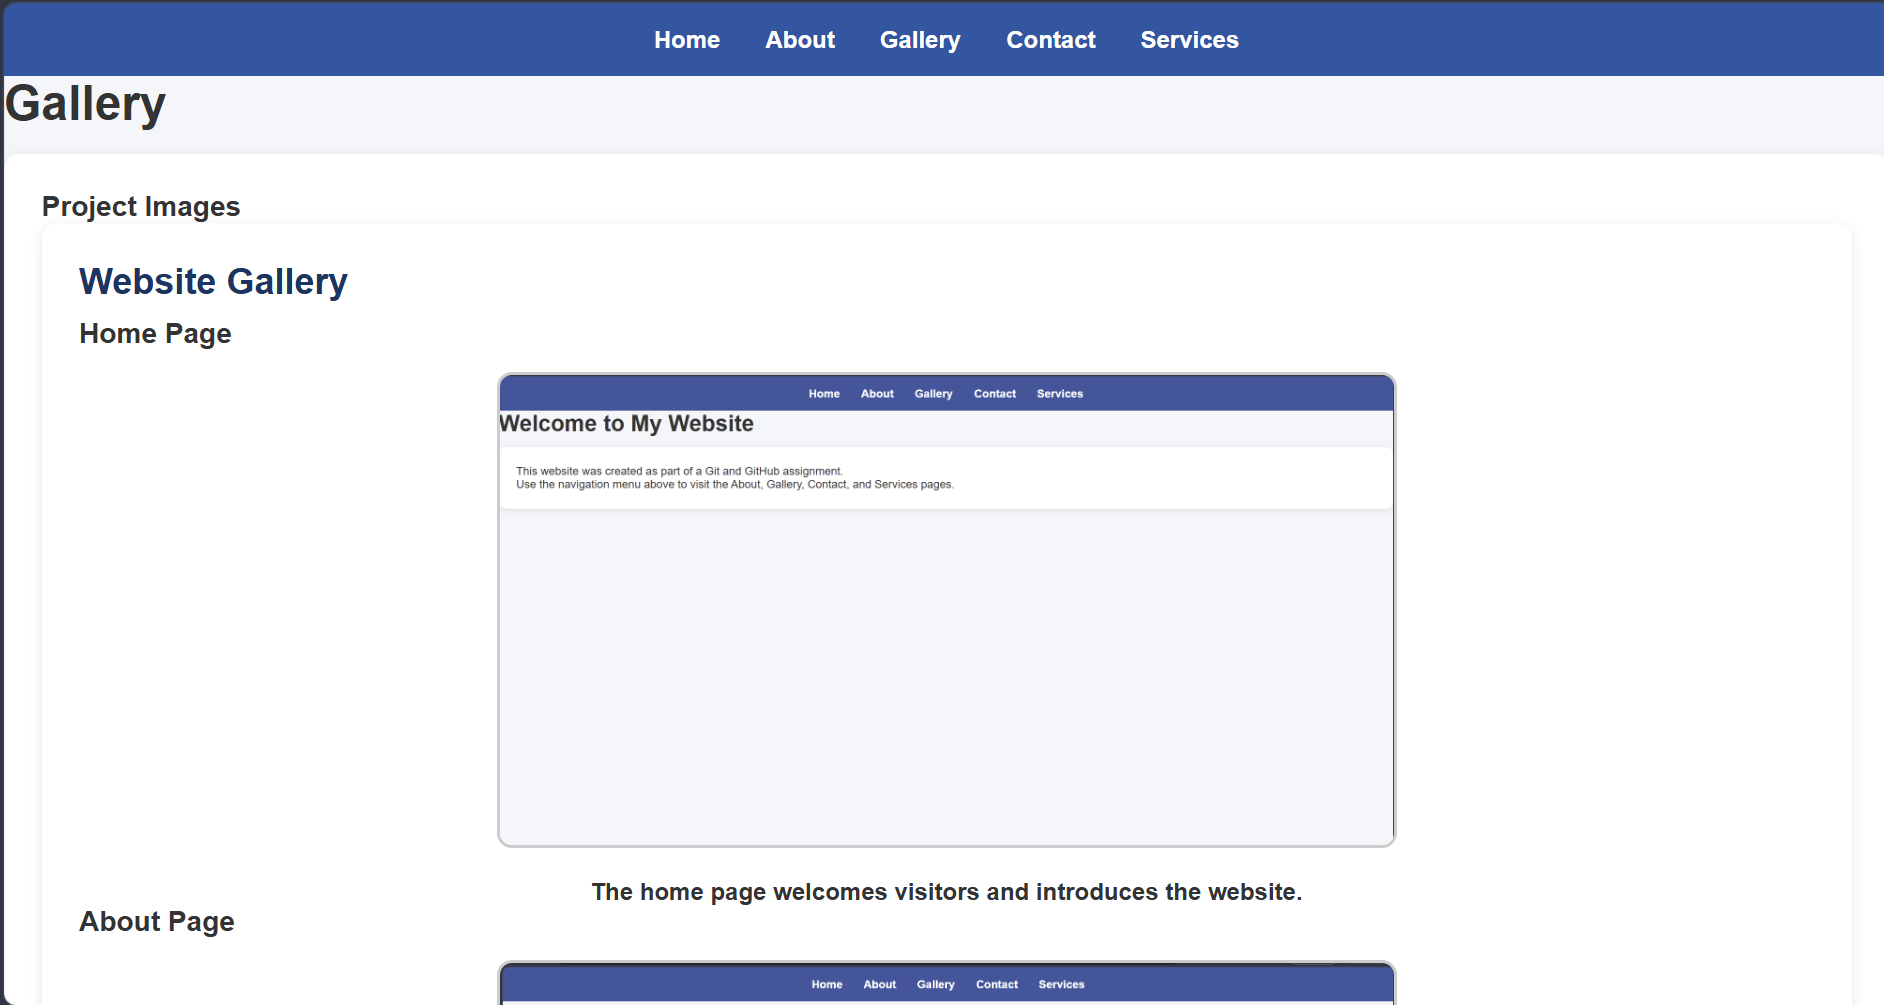 Home About Gallery Contact Services
Gallery
Project Images
Website Gallery
Home Page
Home About Gallery Contact Services
Welcome to My Website
This website was created as part of a Git and GitHub assignment.
Use the navigation menu above to visit the About, Gallery, Contact, and Services pages.
The home page welcomes visitors and introduces the website.
About Page
Home About Gallery Contact Services